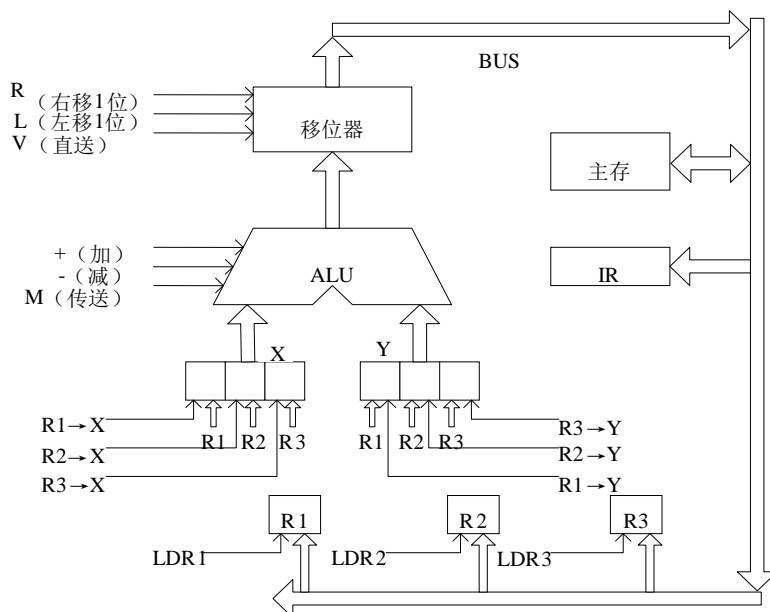 BUS
R
（右移1位）
L（左移1位）
V（直送）
移位器
主存
+（加）
-（减）
M（传送）
ALU
IR
X
Y
R1→X
R2→X
R3→X
R1
R2
R3
R1
R2
R3
R3→Y
R2→Y
R1→Y
R1
R2
R3
LDR1
LDR2
LDR3